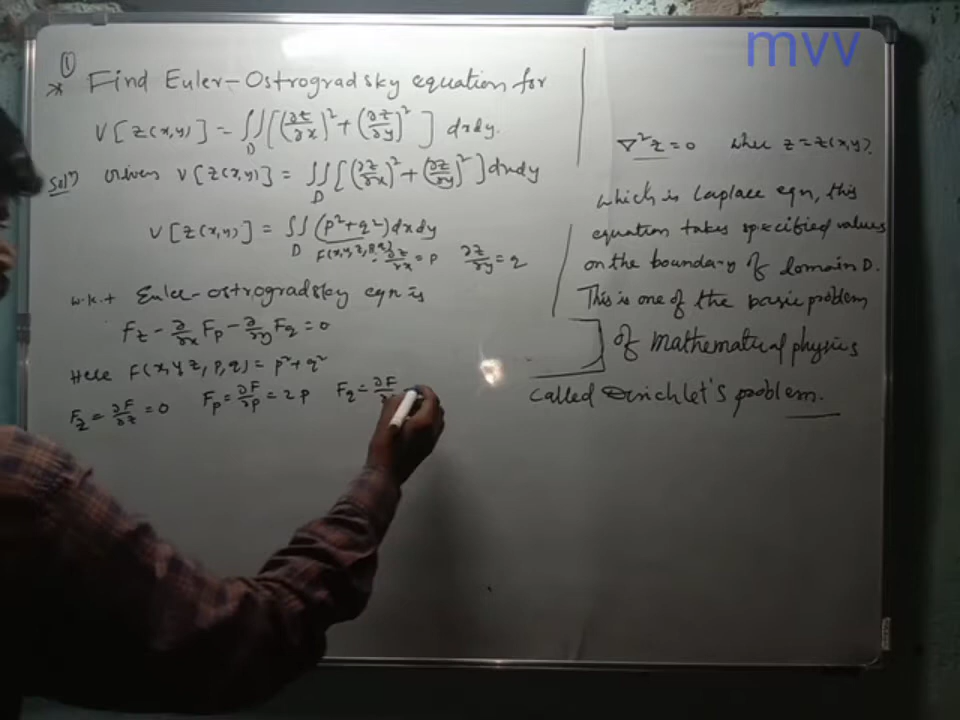 mvv
①
* Find Euler-Ostrogradsky equation for
V[z(x,y)] = ∬_D [(∂z/∂x)² + (∂z/∂y)²] dxdy.
Solⁿ Given V[z(x,y)] = ∬_D [(∂z/∂x)² + (∂z/∂y)²] dxdy
V[z(x,y)] = ∬_D (p²+q²) dxdy
F(x,y,z,p,q) ∵ ∂z/∂x = p ∂z/∂y = q
w.k.t Euler-ostrogradsky eqn is
F_z - ∂/∂x F_p - ∂/∂y F_q = 0
Here F(x,y,z,p,q) = p²+q²
F_z = ∂F/∂z = 0 F_p = ∂F/∂p = 2p F_q = ∂F
∇²z = 0 where z = z(x,y).
which is Laplace eqn, this
equation takes specified values
on the boundary of domain D.
This is one of the basic problem
of mathematical physics
called Dirichlet's problem.